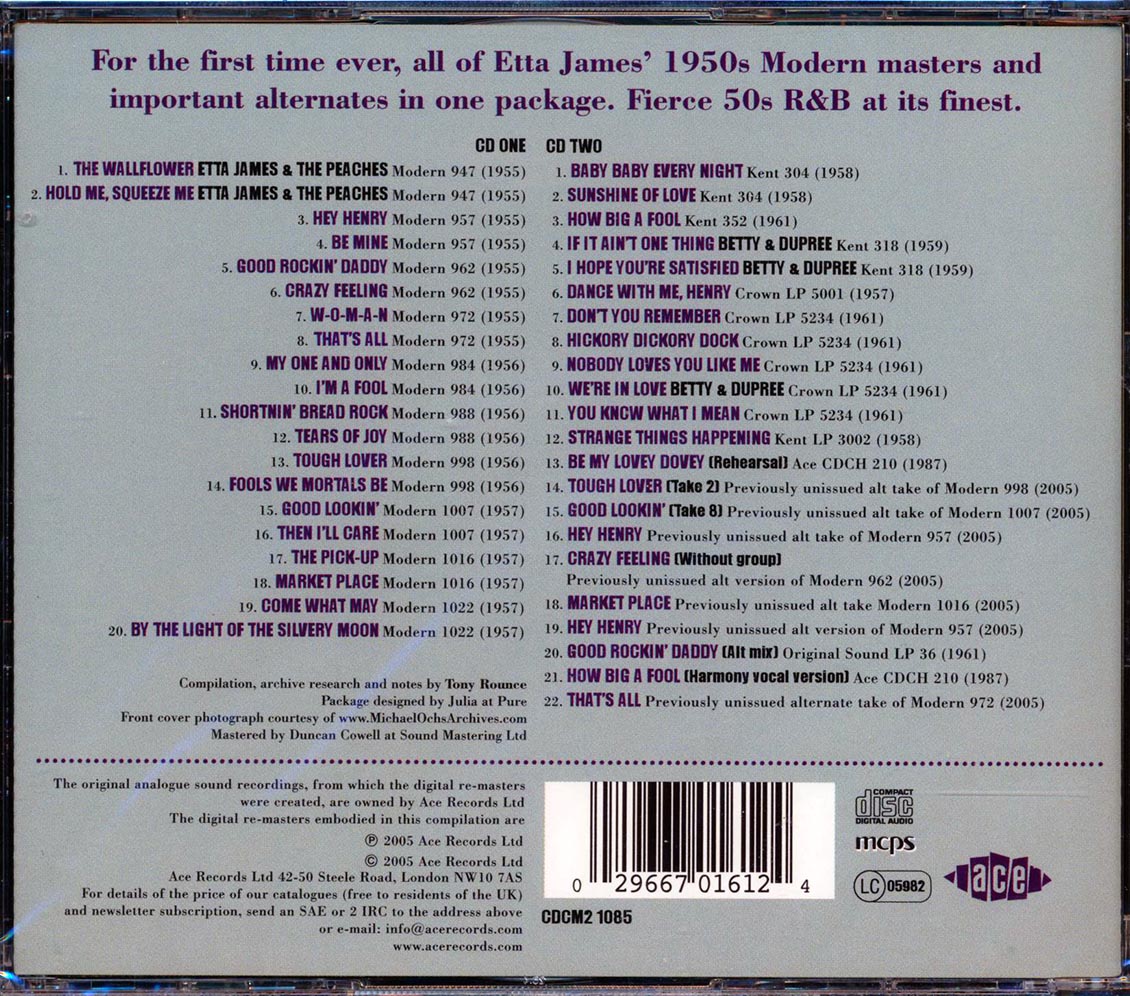 For the first time ever, all of Etta James' 1950s Modern masters and
important alternates in one package. Fierce 50s R&B at its finest.
CD ONE
1. THE WALLFLOWER ETTA JAMES & THE PEACHES Modern 947 (1955)
2. HOLD ME, SQUEEZE ME ETTA JAMES & THE PEACHES Modern 947 (1955)
3. HEY HENRY Modern 957 (1955)
4. BE MINE Modern 957 (1955)
5. GOOD ROCKIN' DADDY Modern 962 (1955)
6. CRAZY FEELING Modern 962 (1955)
7. W-O-M-A-N Modern 972 (1955)
8. THAT'S ALL Modern 972 (1955)
9. MY ONE AND ONLY Modern 984 (1956)
10. I'M A FOOL Modern 984 (1956)
11. SHORTNIN' BREAD ROCK Modern 988 (1956)
12. TEARS OF JOY Modern 988 (1956)
13. TOUGH LOVER Modern 998 (1956)
14. FOOLS WE MORTALS BE Modern 998 (1956)
15. GOOD LOOKIN' Modern 1007 (1957)
16. THEN I'LL CARE Modern 1007 (1957)
17. THE PICK-UP Modern 1016 (1957)
18. MARKET PLACE Modern 1016 (1957)
19. COME WHAT MAY Modern 1022 (1957)
20. BY THE LIGHT OF THE SILVERY MOON Modern 1022 (1957)
CD TWO
1. BABY BABY EVERY NIGHT Kent 304 (1958)
2. SUNSHINE OF LOVE Kent 304 (1958)
3. HOW BIG A FOOL Kent 352 (1961)
4. IF IT AIN'T ONE THING BETTY & DUPREE Kent 318 (1959)
5. I HOPE YOU'RE SATISFIED BETTY & DUPREE Kent 318 (1959)
6. DANCE WITH ME, HENRY Crown LP 5001 (1957)
7. DON'T YOU REMEMBER Crown LP 5234 (1961)
8. HICKORY DICKORY DOCK Crown LP 5234 (1961)
9. NOBODY LOVES YOU LIKE ME Crown LP 5234 (1961)
10. WE'RE IN LOVE BETTY & DUPREE Crown LP 5234 (1961)
11. YOU KNOW WHAT I MEAN Crown LP 5234 (1961)
12. STRANGE THINGS HAPPENING Kent LP 3002 (1958)
13. BE MY LOVEY DOVEY (Rehearsal) Ace CDCH 210 (1987)
14. TOUGH LOVER (Take 2) Previously unissued alt take of Modern 998 (2005)
15. GOOD LOOKIN' (Take 8) Previously unissued alt take of Modern 1007 (2005)
16. HEY HENRY Previously unissued alt take of Modern 957 (2005)
17. CRAZY FEELING (Without group)
Previously unissued alt version of Modern 962 (2005)
18. MARKET PLACE Previously unissued alt take Modern 1016 (2005)
19. HEY HENRY Previously unissued alt version of Modern 957 (2005)
20. GOOD ROCKIN' DADDY (Alt mix) Original Sound LP 36 (1961)
21. HOW BIG A FOOL (Harmony vocal version) Ace CDCH 210 (1987)
22. THAT'S ALL Previously unissued alternate take of Modern 972 (2005)
Compilation, archive research and notes by Tony Rounce
Package designed by Julia at Pure
Front cover photograph courtesy of www.MichaelOchsArchives.com
Mastered by Duncan Cowell at Sound Mastering Ltd
The original analogue sound recordings, from which the digital re-masters
were created, are owned by Ace Records Ltd
The digital re-masters embodied in this compilation are
℗ 2005 Ace Records Ltd
© 2005 Ace Records Ltd
Ace Records Ltd 42-50 Steele Road, London NW10 7AS
For details of the price of our catalogues (free to residents of the UK)
and newsletter subscription, send an SAE or 2 IRC to the address above
or e-mail: info@acerecords.com
www.acerecords.com
0 29667 01612 4
CDCM2 1085
COMPACT
disc
DIGITAL AUDIO
mcps
LC 05982
ace